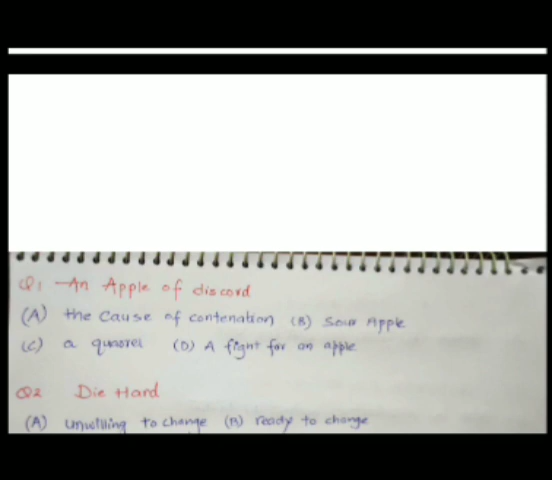 Q1 An Apple of discord
(A) the cause of contenation (B) Sour Apple
(C) a quarrel (D) A fight for an apple
Q2 Die Hard
(A) Unwilling to change (B) ready to change